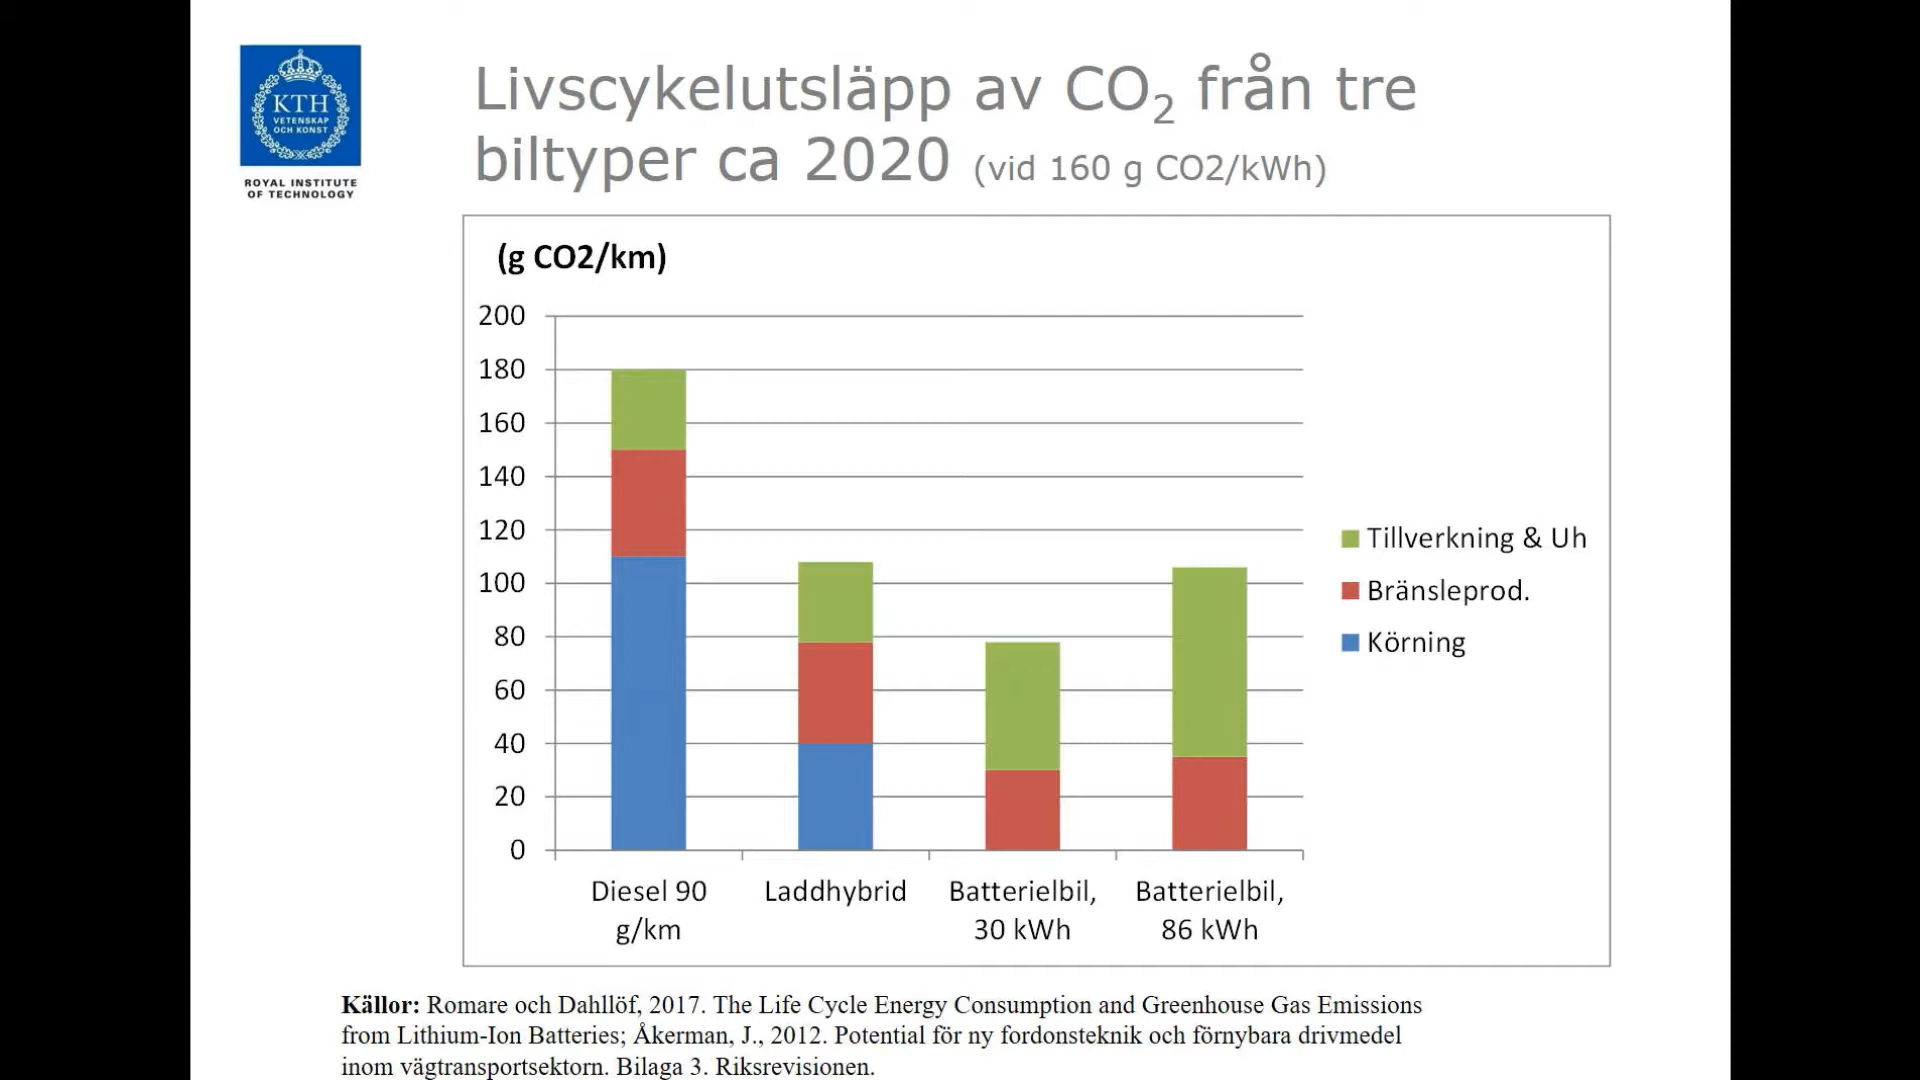 KTH
VETENSKAP
OCH KONST
ROYAL INSTITUTE
OF TECHNOLOGY
Livscykelutsläpp av CO2 från tre
biltyper ca 2020 (vid 160 g CO2/kWh)
(g CO2/km)
200
180
160
140
120
100
80
60
40
20
0
Diesel 90
g/km
Laddhybrid
Batterielbil,
30 kWh
Batterielbil,
86 kWh
Tillverkning & Uh
Bränsleprod.
Körning
Källor: Romare och Dahllöf, 2017. The Life Cycle Energy Consumption and Greenhouse Gas Emissions
from Lithium-Ion Batteries; Åkerman, J., 2012. Potential för ny fordonsteknik och förnybara drivmedel
inom vägtransportsektorn. Bilaga 3. Riksrevisionen.